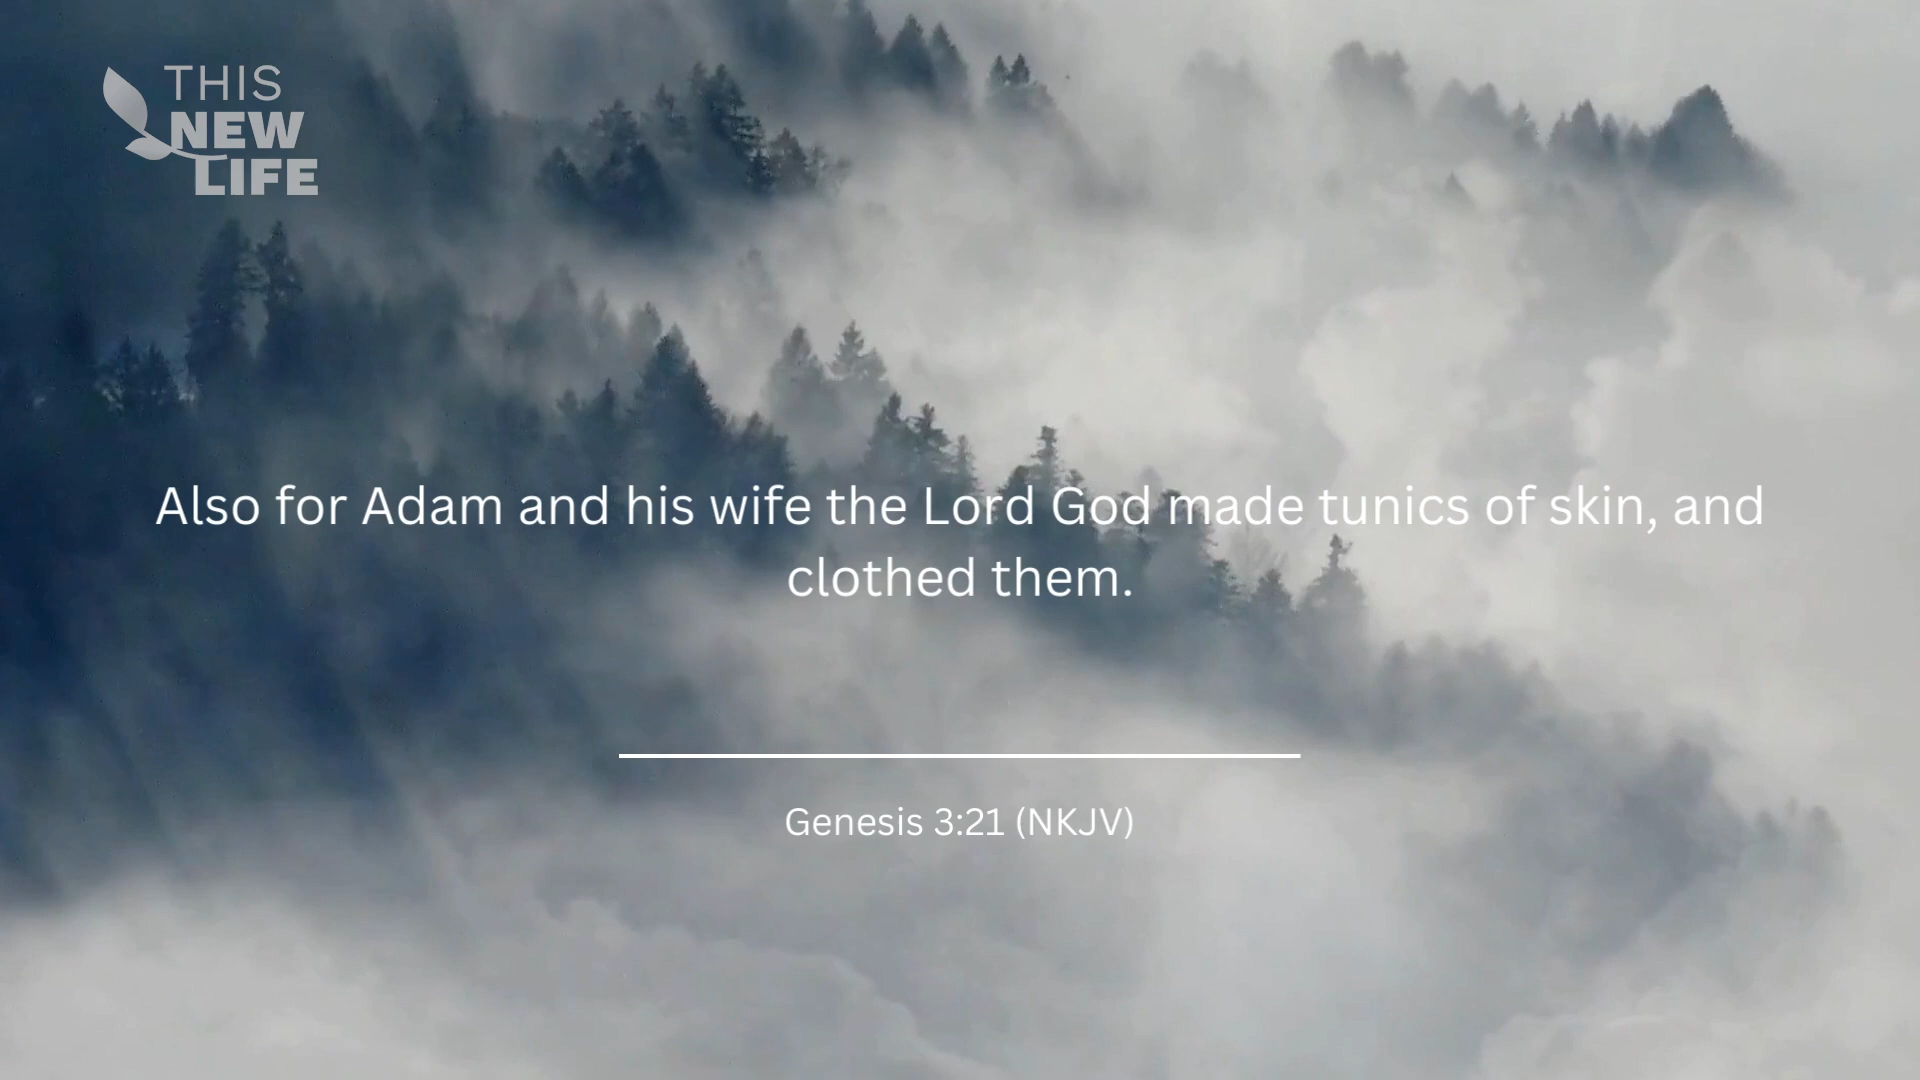 THIS
NEW
LIFE
Also for Adam and his wife the Lord God made tunics of skin, and
clothed them.
Genesis 3:21 (NKJV)